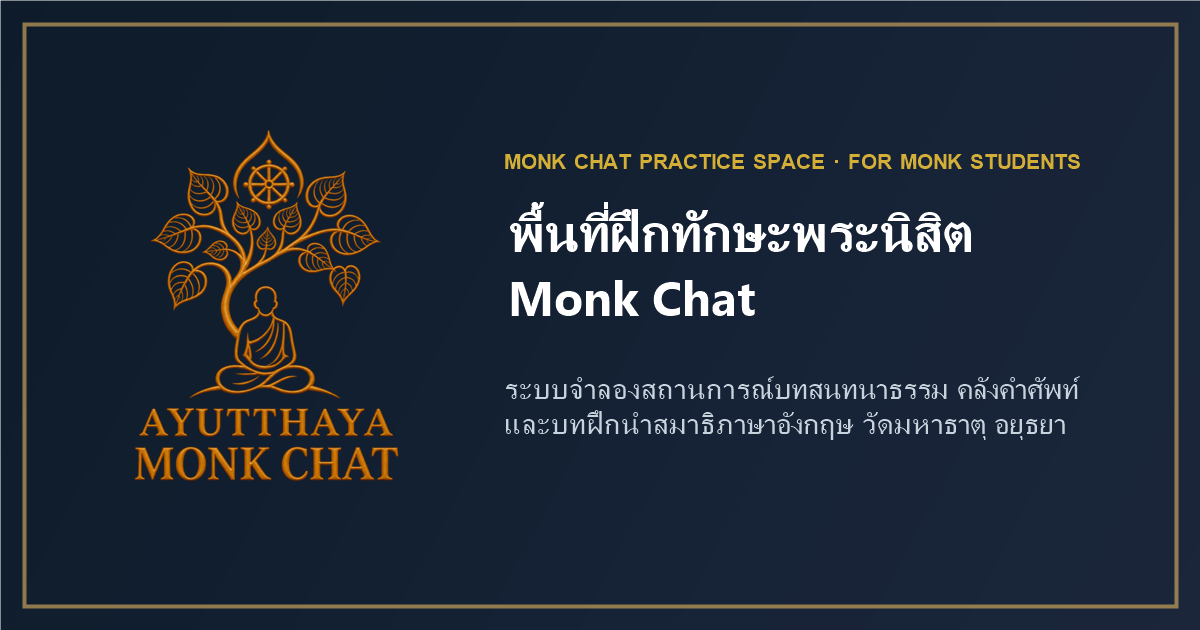 AYUTTHAYA
MONK CHAT
MONK CHAT PRACTICE SPACE · FOR MONK STUDENTS
พื้นที่ฝึกทักษะพระนิสิต
Monk Chat
ระบบจำลองสถานการณ์บทสนทนาธรรม คลังคำศัพท์
และบทฝึกนำสมาธิภาษาอังกฤษ วัดมหาธาตุ อยุธยา